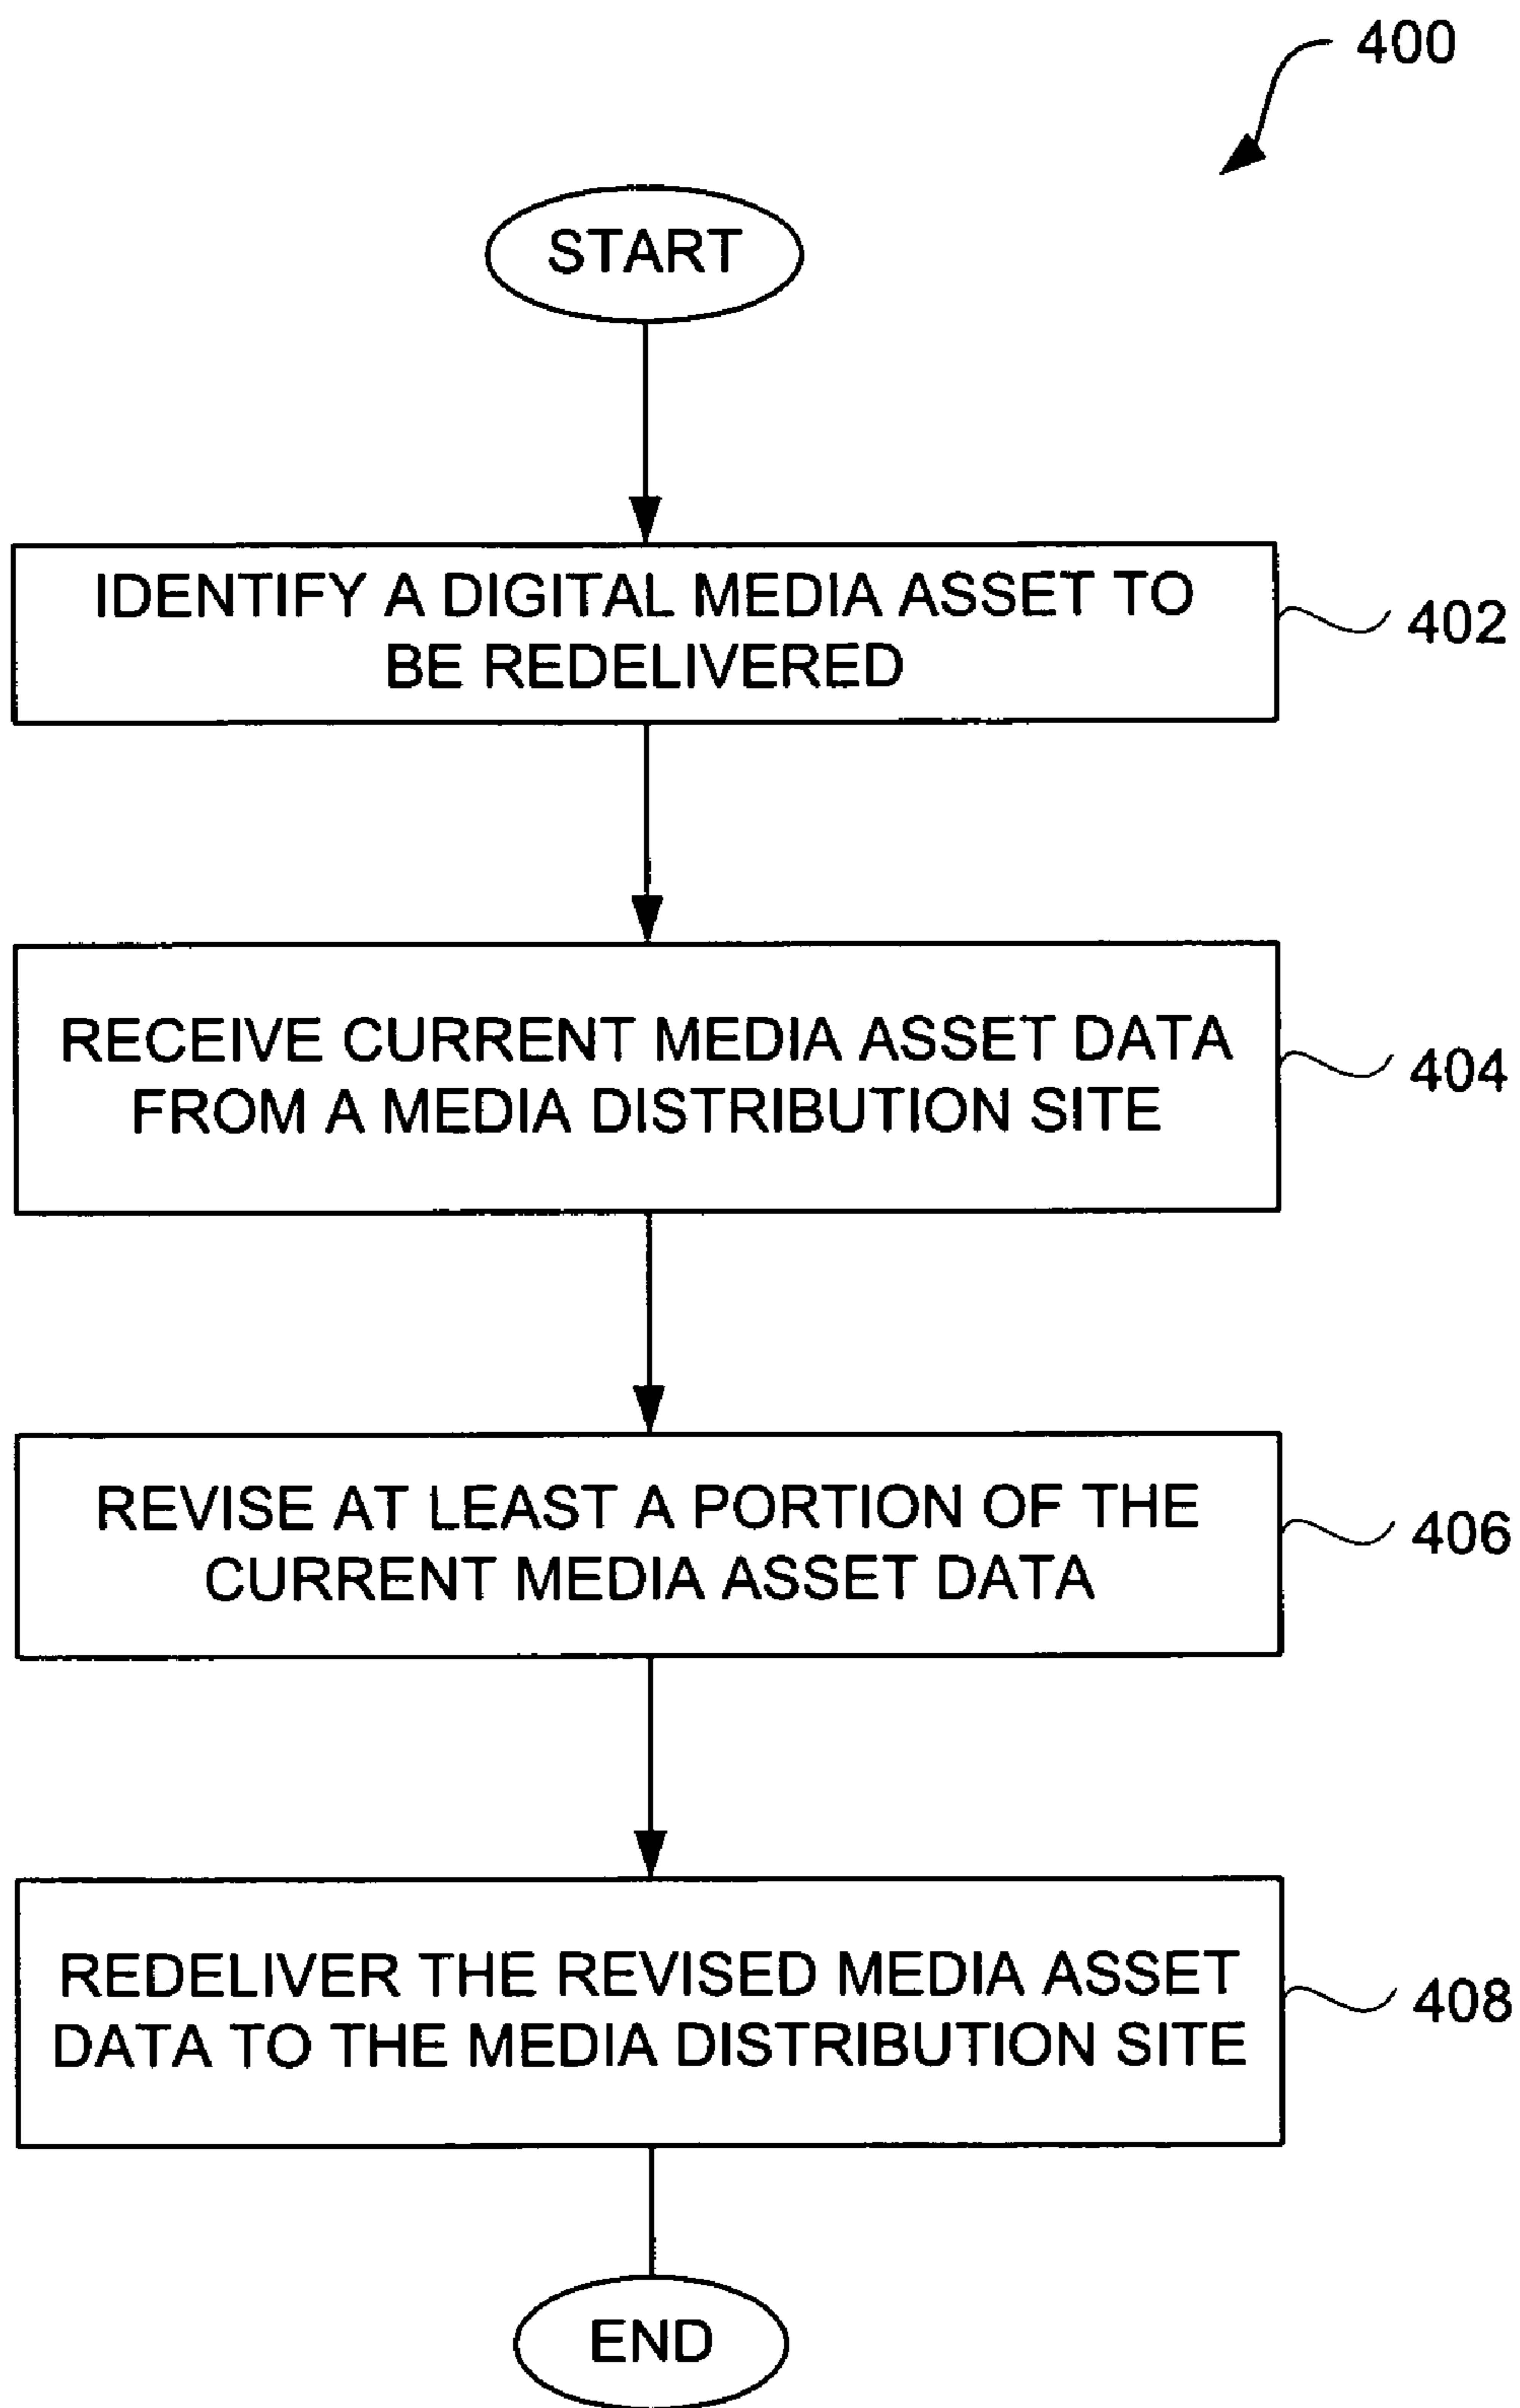 400
START
IDENTIFY A DIGITAL MEDIA ASSET TO
BE REDELIVERED
402
RECEIVE CURRENT MEDIA ASSET DATA
FROM A MEDIA DISTRIBUTION SITE
404
REVISE AT LEAST A PORTION OF THE
CURRENT MEDIA ASSET DATA
406
REDELIVER THE REVISED MEDIA ASSET
DATA TO THE MEDIA DISTRIBUTION SITE
408
END